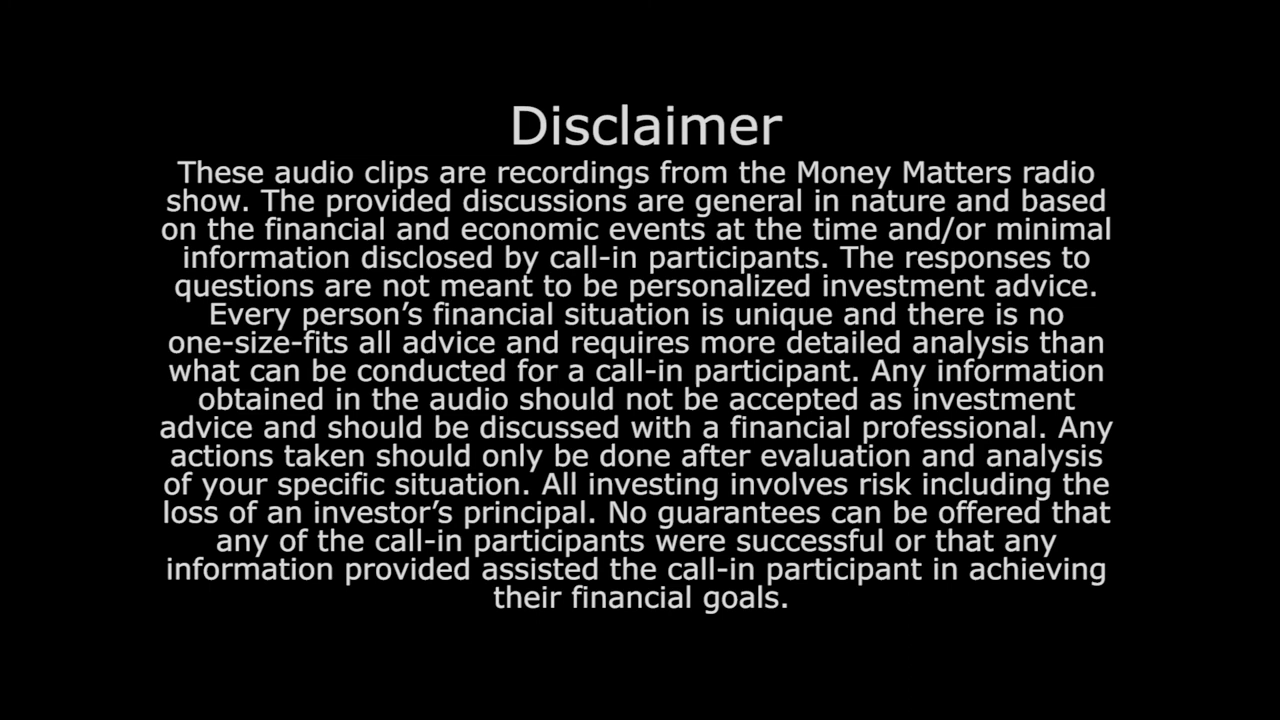 Disclaimer
These audio clips are recordings from the Money Matters radio
show. The provided discussions are general in nature and based
on the financial and economic events at the time and/or minimal
information disclosed by call-in participants. The responses to
questions are not meant to be personalized investment advice.
Every person’s financial situation is unique and there is no
one-size-fits all advice and requires more detailed analysis than
what can be conducted for a call-in participant. Any information
obtained in the audio should not be accepted as investment
advice and should be discussed with a financial professional. Any
actions taken should only be done after evaluation and analysis
of your specific situation. All investing involves risk including the
loss of an investor’s principal. No guarantees can be offered that
any of the call-in participants were successful or that any
information provided assisted the call-in participant in achieving
their financial goals.